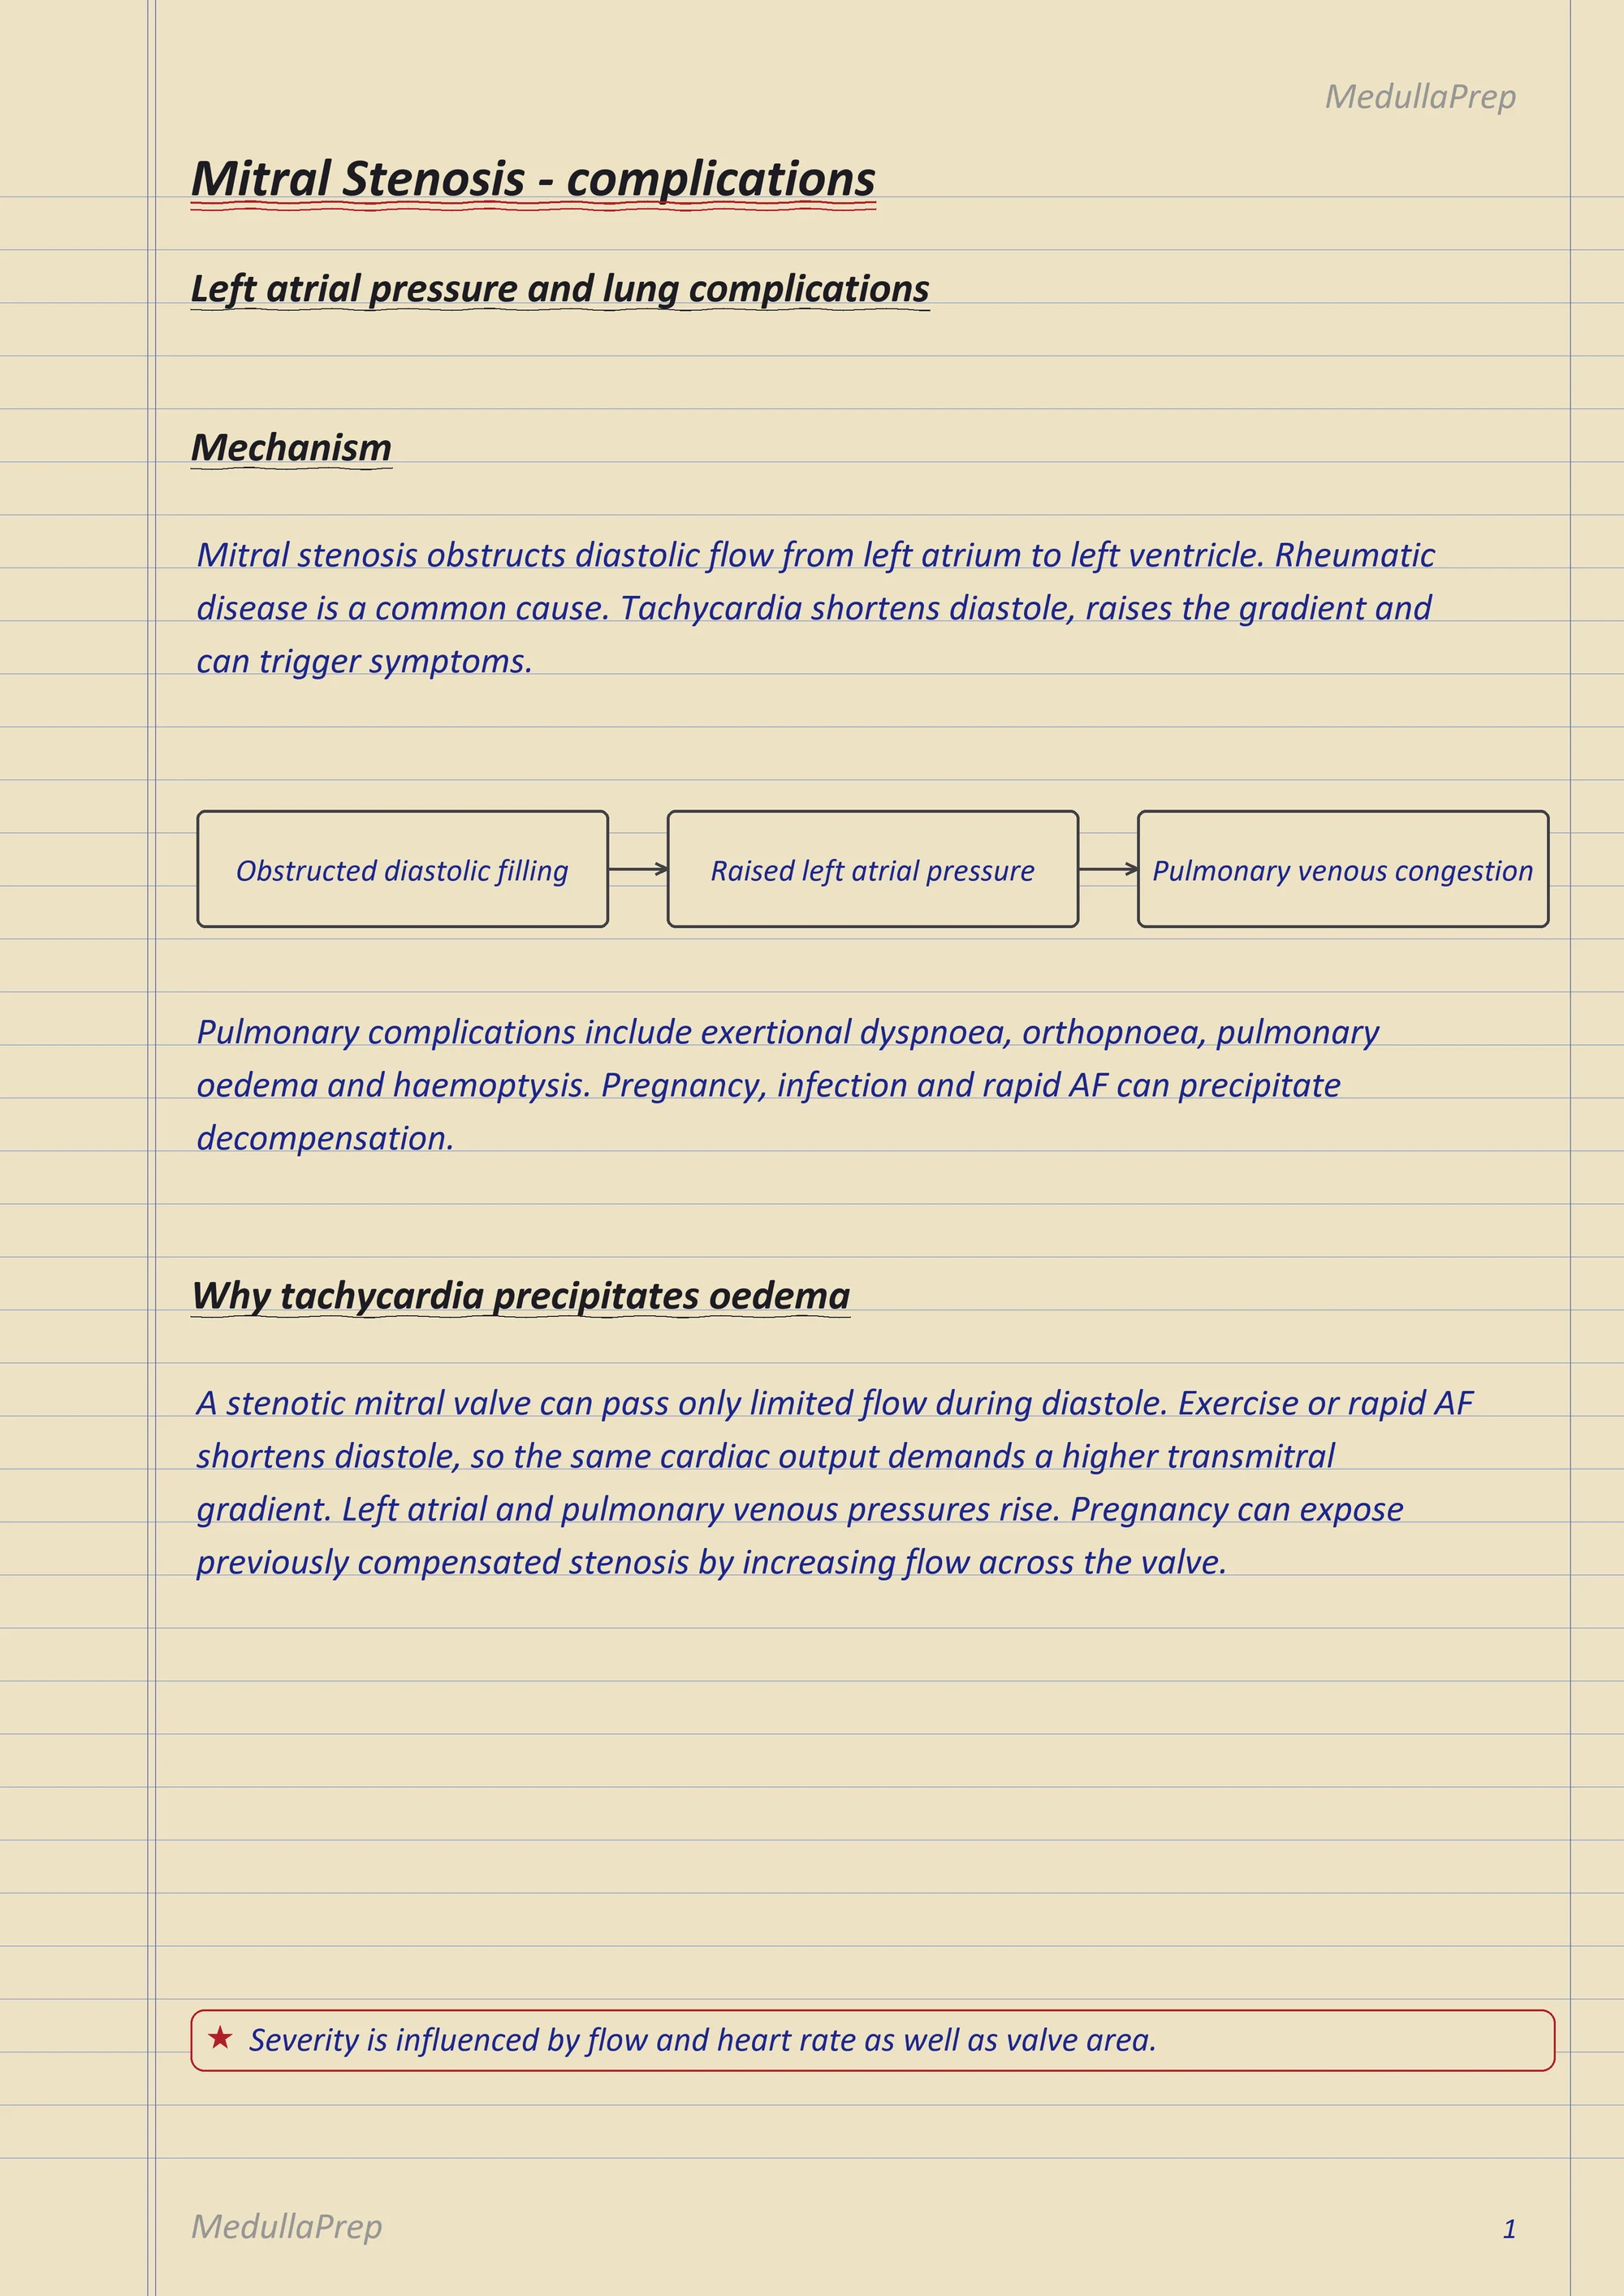 MedullaPrep
Mitral Stenosis - complications
Left atrial pressure and lung complications
Mechanism
Mitral stenosis obstructs diastolic flow from left atrium to left ventricle. Rheumatic
disease is a common cause. Tachycardia shortens diastole, raises the gradient and
can trigger symptoms.
Obstructed diastolic filling
Raised left atrial pressure
Pulmonary venous congestion
Pulmonary complications include exertional dyspnoea, orthopnoea, pulmonary
oedema and haemoptysis. Pregnancy, infection and rapid AF can precipitate
decompensation.
Why tachycardia precipitates oedema
A stenotic mitral valve can pass only limited flow during diastole. Exercise or rapid AF
shortens diastole, so the same cardiac output demands a higher transmitral
gradient. Left atrial and pulmonary venous pressures rise. Pregnancy can expose
previously compensated stenosis by increasing flow across the valve.
★ Severity is influenced by flow and heart rate as well as valve area.
MedullaPrep
1